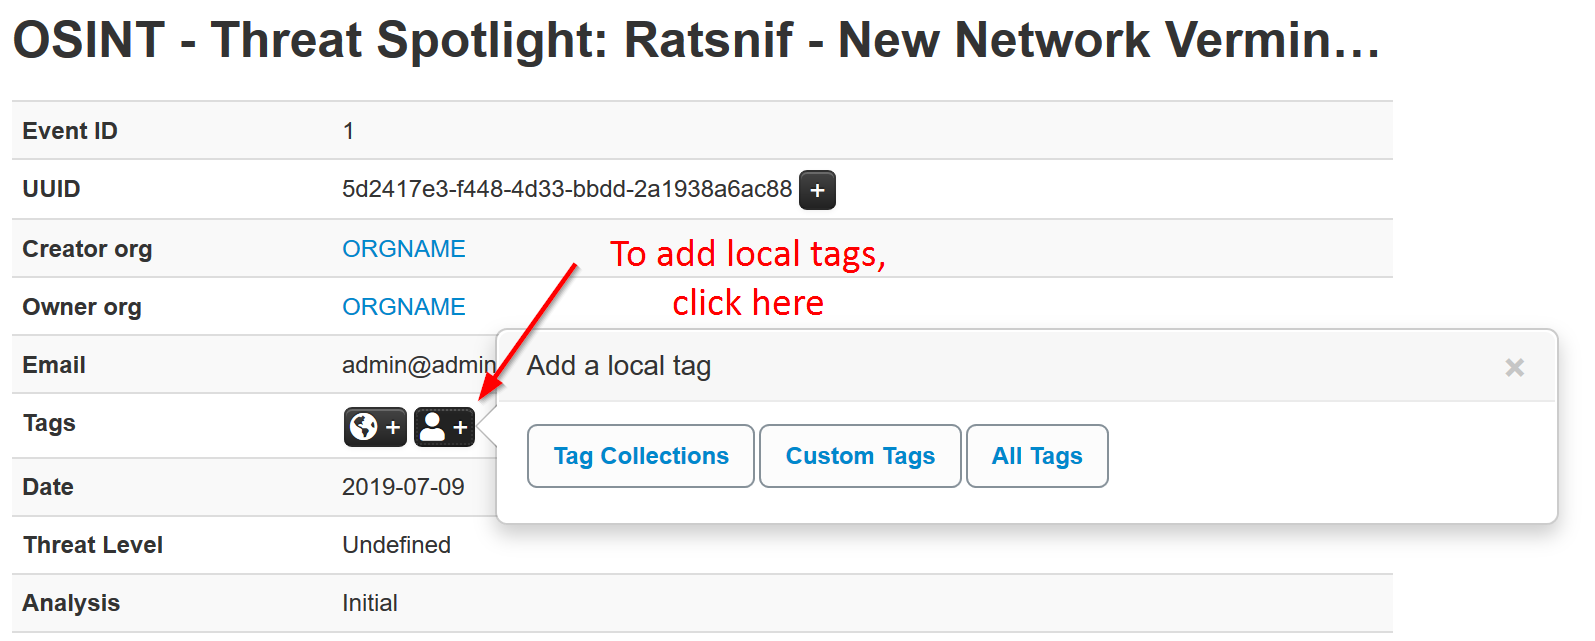 OSINT - Threat Spotlight: Ratsnif - New Network Vermin…
Event ID 1
UUID 5d2417e3-f448-4d33-bbdd-2a1938a6ac88 +
Creator org ORGNAME
To add local tags,
click here
Owner org ORGNAME
Email admin@admin
Add a local tag ×
Tags + +
Tag Collections Custom Tags All Tags
Date 2019-07-09
Threat Level Undefined
Analysis Initial